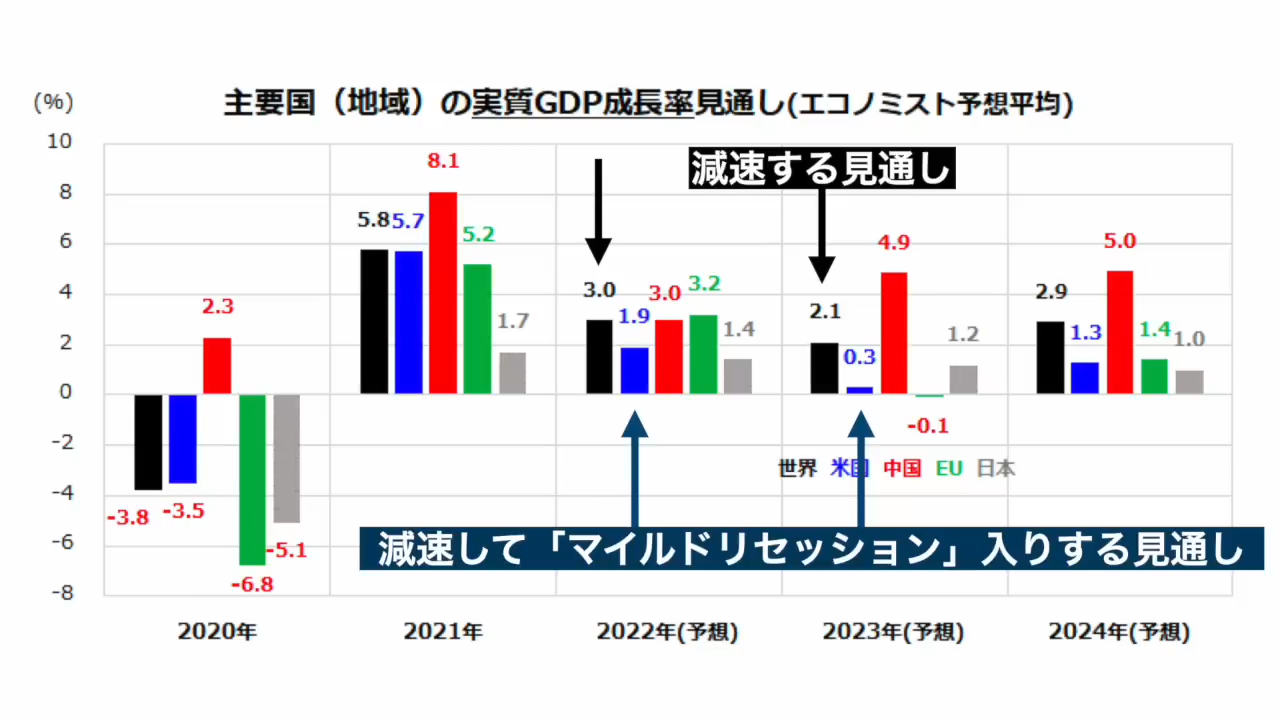 主要国（地域）の実質GDP成長率見通し(エコノミスト予想平均)
(%)
10
8
6
4
2
0
-2
-4
-6
-8
減速する見通し
-3.8 -3.5 2.3 -6.8 -5.1
5.8 5.7 8.1 5.2 1.7
3.0 1.9 3.0 3.2 1.4
2.1 0.3 4.9 -0.1 1.2
2.9 1.3 5.0 1.4 1.0
世界 米国 中国 EU 日本
減速して「マイルドリセッション」入りする見通し
2020年 2021年 2022年(予想) 2023年(予想) 2024年(予想)